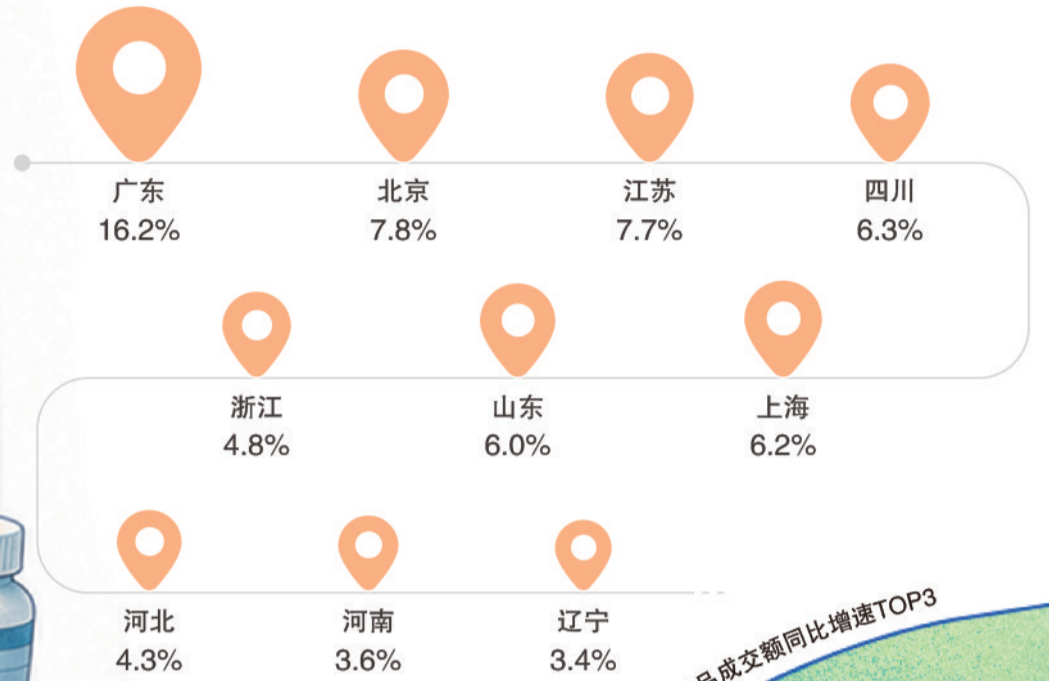 广东 北京 江苏 四川
16.2% 7.8% 7.7% 6.3%
浙江 山东 上海
4.8% 6.0% 6.2%
河北 河南 辽宁
4.3% 3.6% 3.4%
品成交额同比增速TOP3